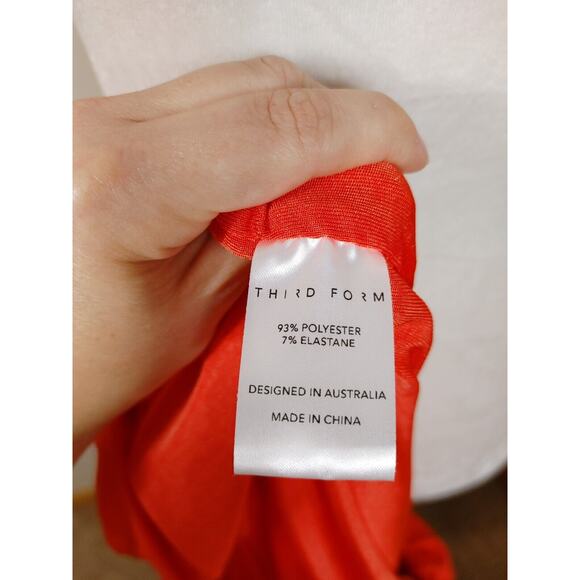 THIRD FORM
93% POLYESTER
7% ELASTANE
DESIGNED IN AUSTRALIA
MADE IN CHINA